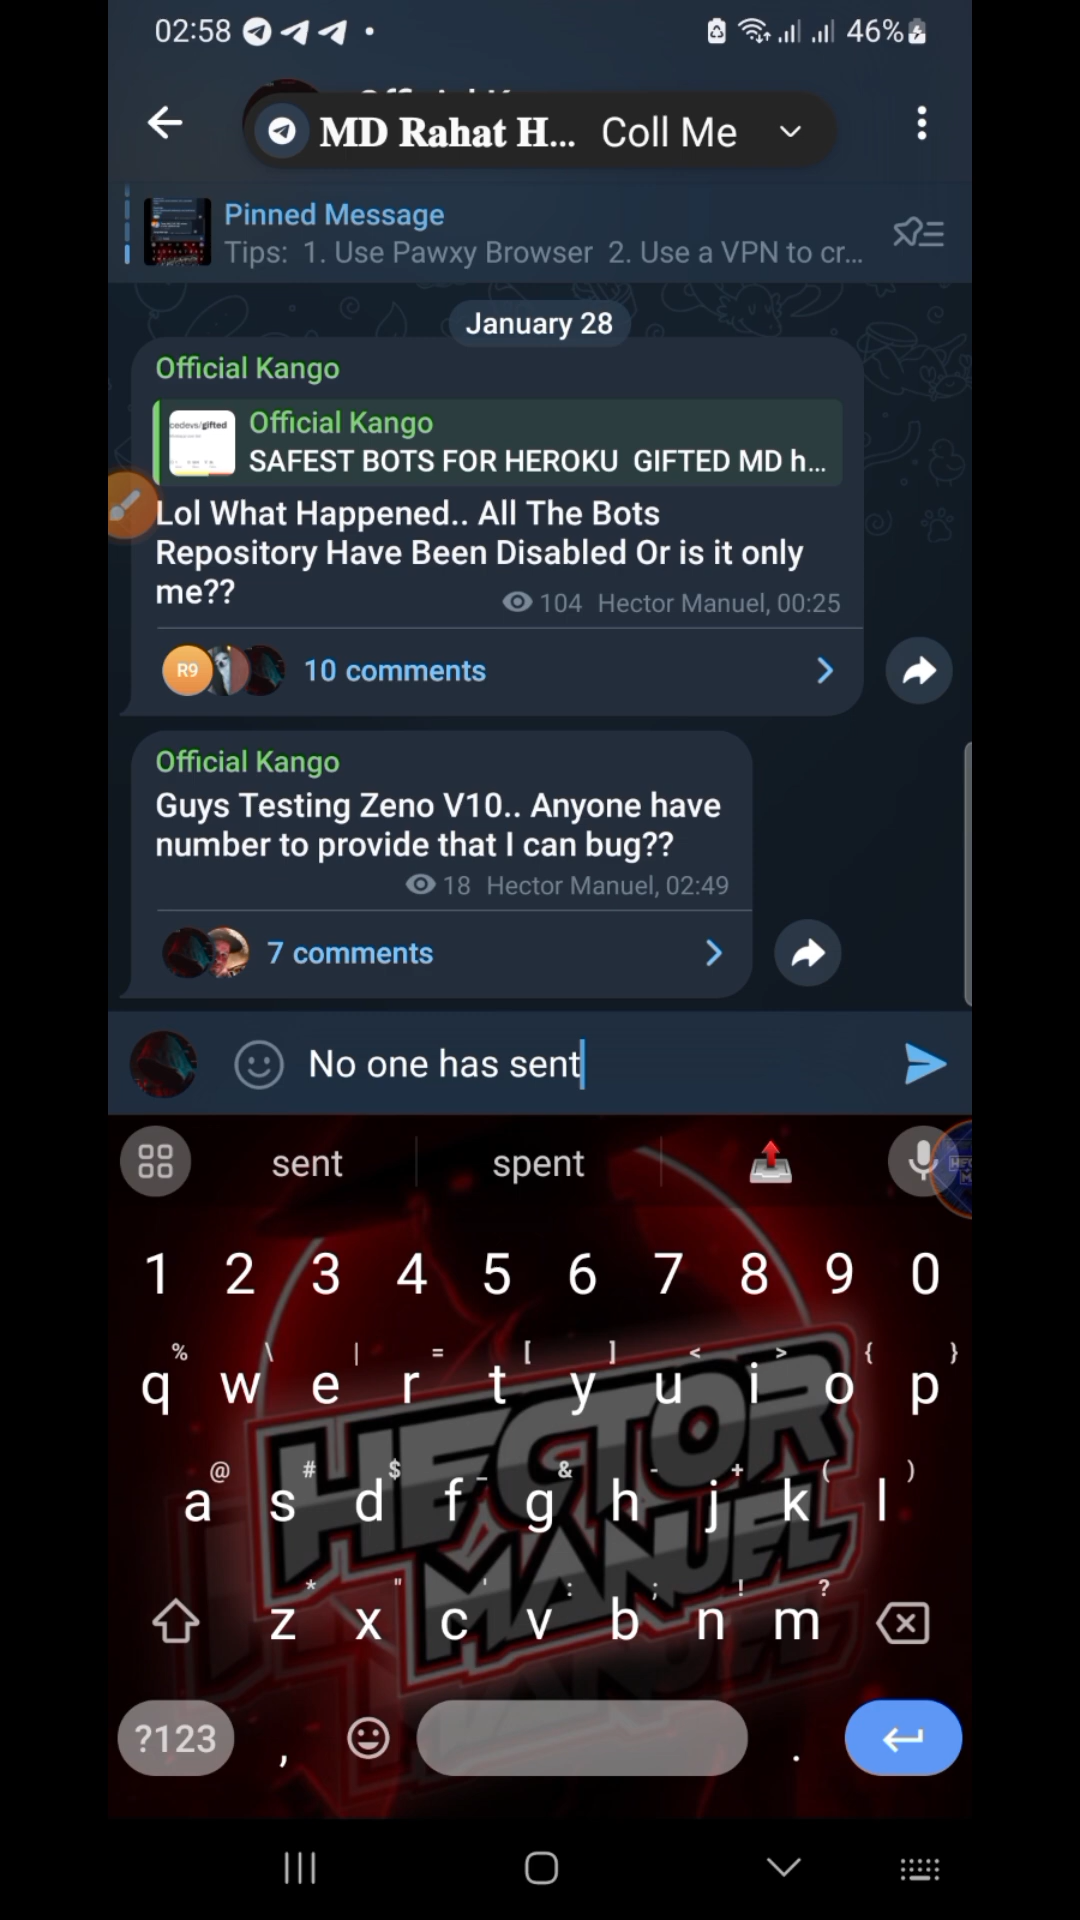 02:58 46%
Official K
MD Rahat H... Coll Me
Pinned Message
Tips: 1. Use Pawxy Browser 2. Use a VPN to cr...
January 28
Official Kango
cedevs/gifted
Official Kango
SAFEST BOTS FOR HEROKU GIFTED MD h...
Lol What Happened.. All The Bots
Repository Have Been Disabled Or is it only
me??
104 Hector Manuel, 00:25
R9
10 comments
Official Kango
Guys Testing Zeno V10.. Anyone have
number to provide that I can bug??
18 Hector Manuel, 02:49
7 comments
No one has sent
sent spent
1 2 3 4 5 6 7 8 9 0
% \ | = [ ] < > { }
q w e r t y u i o p
@ # $ _ & - + ( )
a s d f g h j k l
* " ' : ; ! ?
z x c v b n m
HECTOR
MANUEL
?123 , .